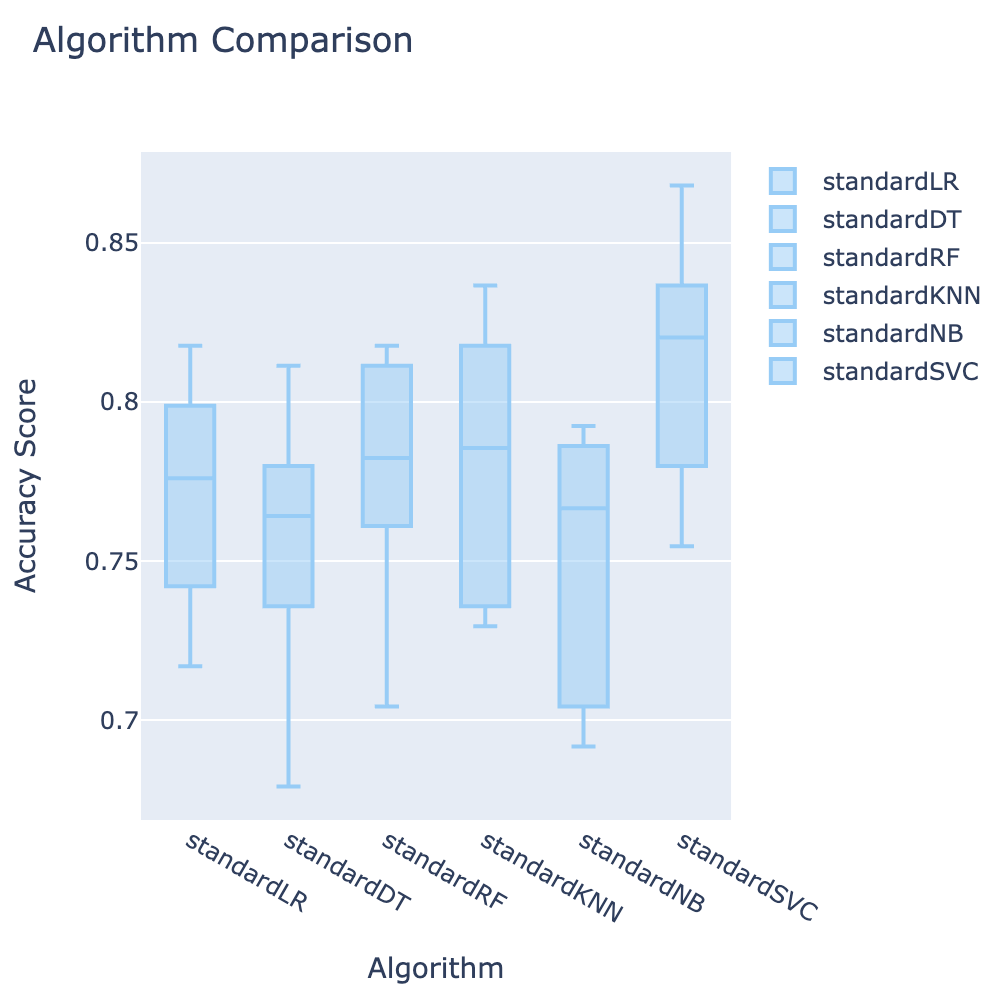 Algorithm Comparison
standardLR
standardDT
standardRF
standardKNN
standardNB
standardSVC
0.85
0.8
0.75
0.7
Accuracy Score
standardLR
standardDT
standardRF
standardKNN
standardNB
standardSVC
Algorithm